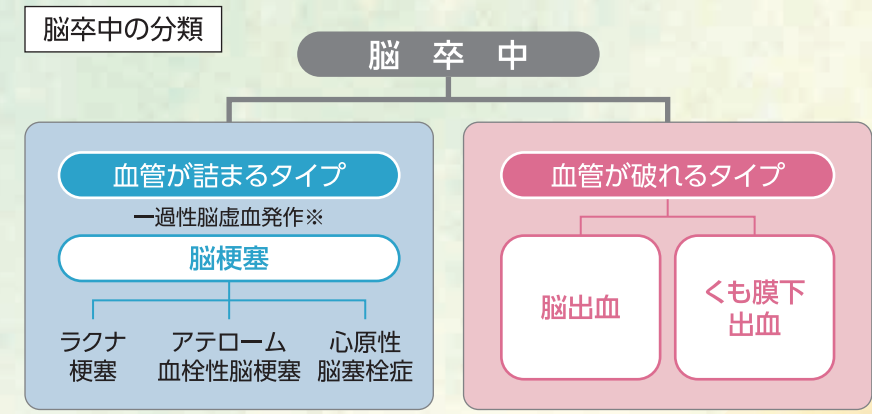 脳卒中の分類
脳卒中
血管が詰まるタイプ
一過性脳虚血発作※
脳梗塞
ラクナ
梗塞
アテローム
血栓性脳梗塞
心原性
脳塞栓症
血管が破れるタイプ
脳出血
くも膜下
出血